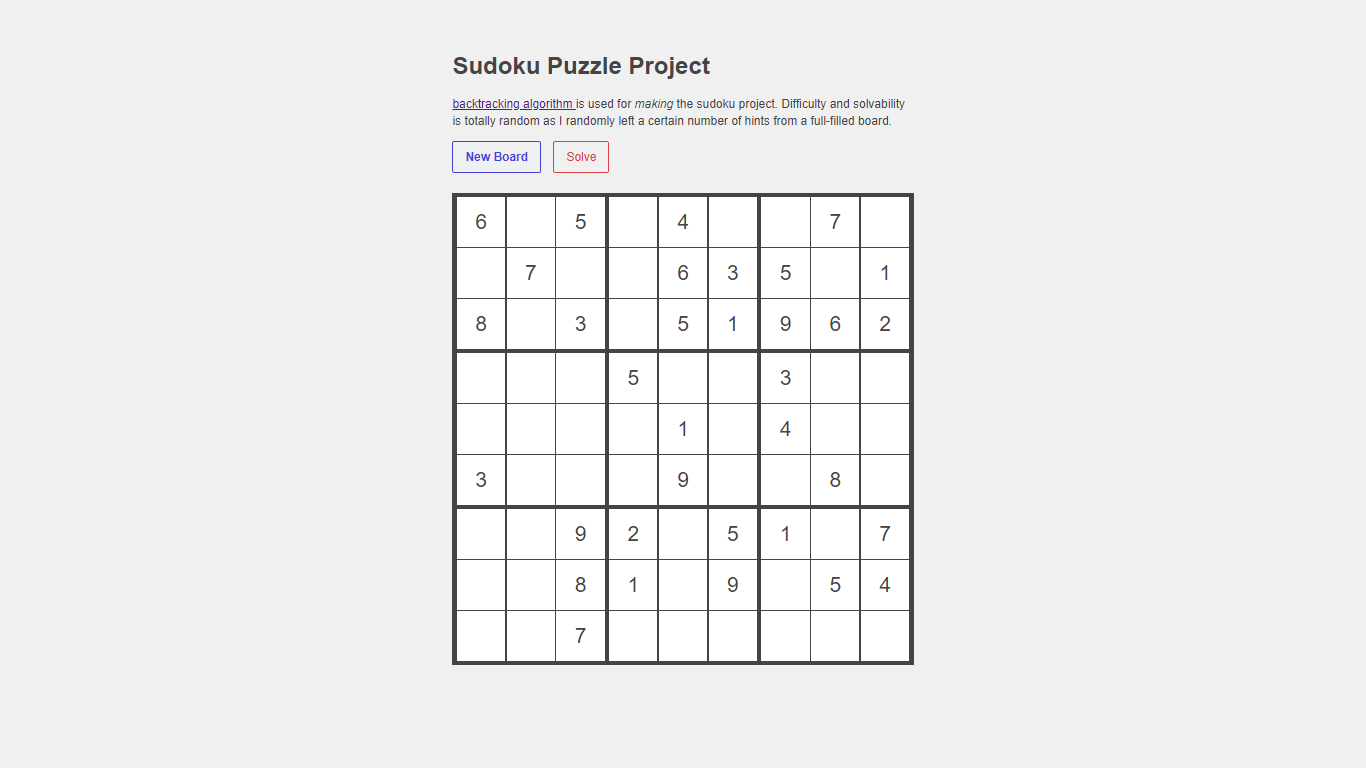 Sudoku Puzzle Project
backtracking algorithm is used for making the sudoku project. Difficulty and solvability
is totally random as I randomly left a certain number of hints from a full-filled board.
New Board Solve
6 5 4 7
7 6 3 5 1
8 3 5 1 9 6 2
5 3
1 4
3 9 8
9 2 5 1 7
8 1 9 5 4
7